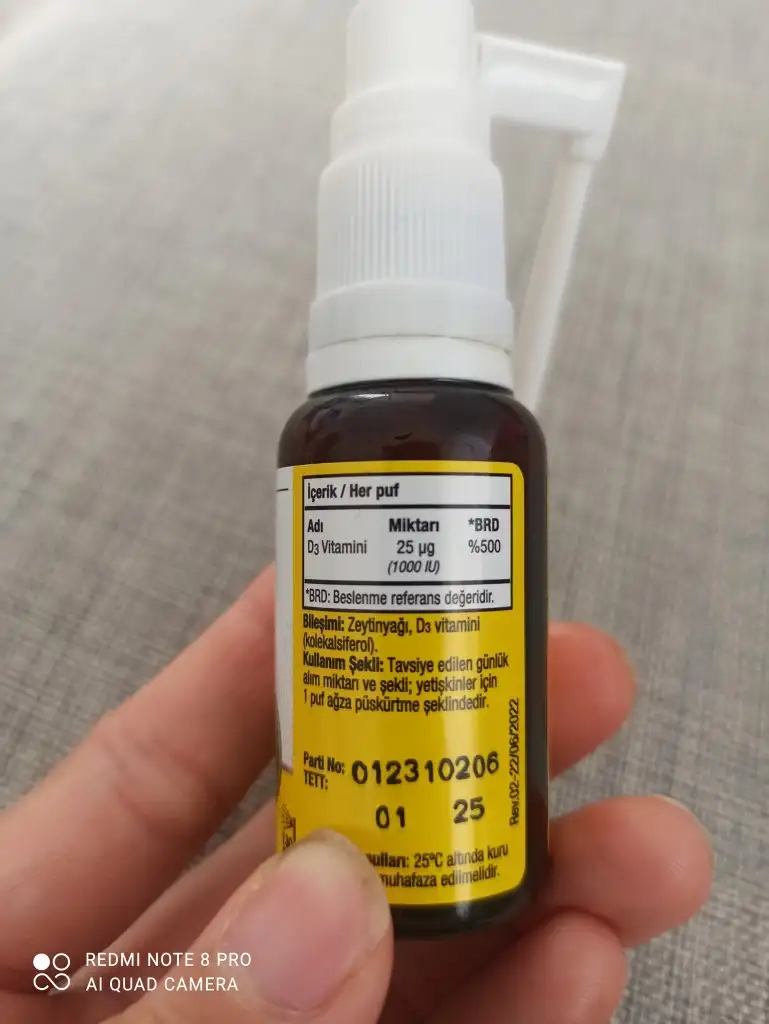 İçerik / Her puf
Adı Miktarı *BRD
D3 Vitamini 25 µg %500
(1000 IU)
*BRD: Beslenme referans değeridir.
Bileşimi: Zeytinyağı, D3 vitamini
(kolekalsiferol).
Kullanım Şekli: Tavsiye edilen günlük
alım miktarı ve şekli; yetişkinler için
1 puf ağza püskürtme şeklindedir.
Parti No: 012310206
TETT:
01 25
25°C altında kuru
muhafaza edilmelidir.
Rev.02-22/06/2022
REDMI NOTE 8 PRO
AI QUAD CAMERA